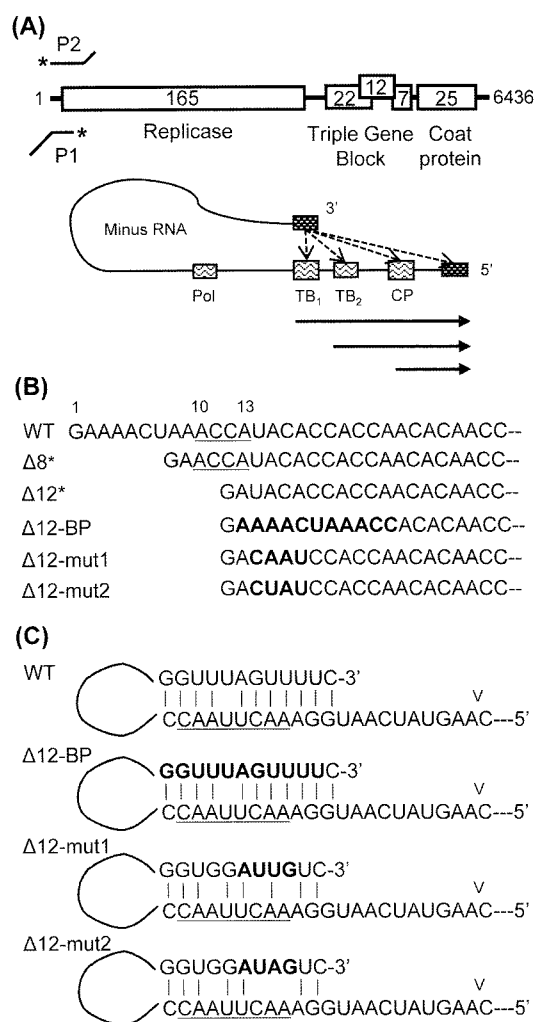 (A)
* P2
1 165 22 12 7 25 6436
Replicase
Triple Gene Block
Coat protein
P1 *
3'
Minus RNA
5'
Pol TB1 TB2 CP
(B)
1 10 13
WT GAAAACUAAACCAUACACCACCAACACAACC--
Δ8* GAACCAUACACCACCAACACAACC--
Δ12* GAUACACCACCAACACAACC--
Δ12-BP GAAAACUAAACCACACAACC--
Δ12-mut1 GACAAUCCACCAACACAACC--
Δ12-mut2 GACUAUCCACCAACACAACC--
(C)
WT
GGUUUAGUUUUC-3'
V
CCAAUUCAAAGGUAACUAUGAAC---5'
Δ12-BP
GGUUUAGUUUUC-3'
V
CCAAUUCAAAGGUAACUAUGAAC---5'
Δ12-mut1
GGUGGAUUGUC-3'
V
CCAAUUCAAAGGUAACUAUGAAC---5'
Δ12-mut2
GGUGGAUAGUC-3'
V
CCAAUUCAAAGGUAACUAUGAAC---5'